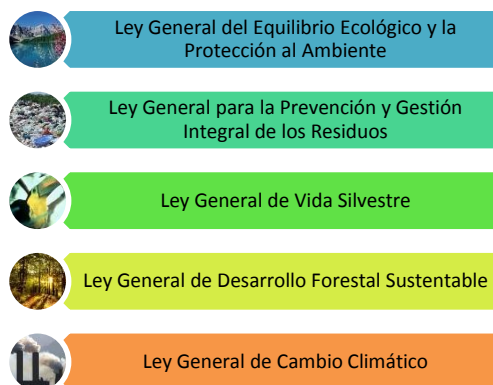 Ley General del Equilibrio Ecológico y la
Protección al Ambiente
Ley General para la Prevención y Gestión
Integral de los Residuos
Ley General de Vida Silvestre
Ley General de Desarrollo Forestal Sustentable
Ley General de Cambio Climático